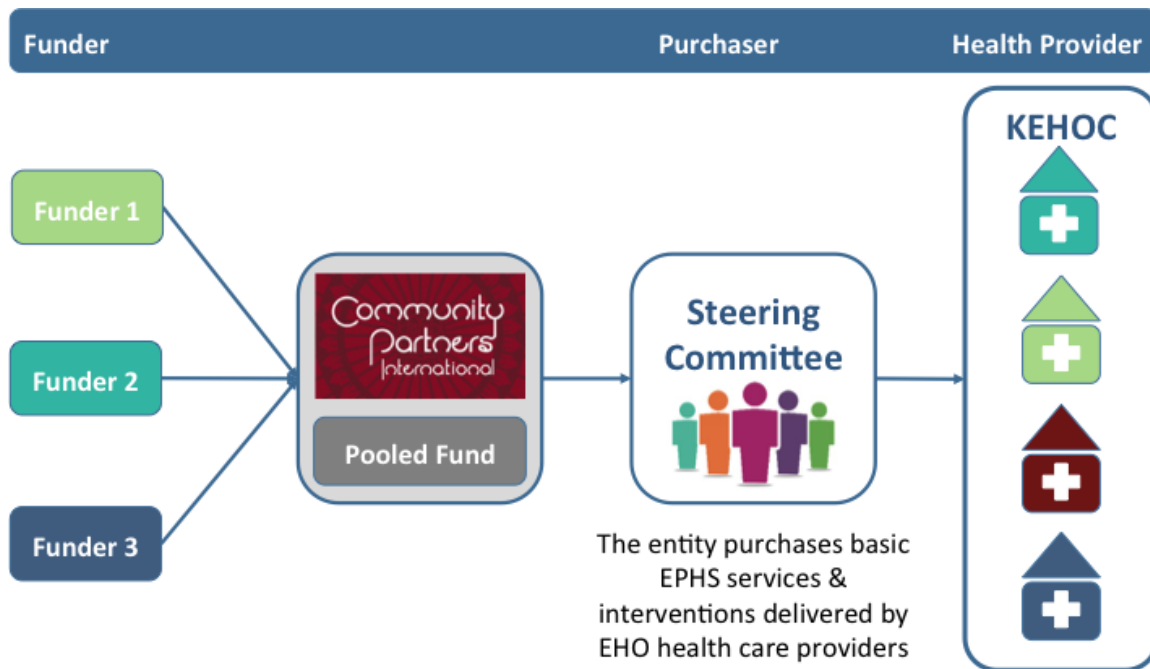 Funder
Purchaser
Health Provider
KEHOC
Funder 1
Funder 2
Funder 3
Community
Partners
International
Pooled Fund
Steering
Committee
The entity purchases basic
EPHS services &
interventions delivered by
EHO health care providers